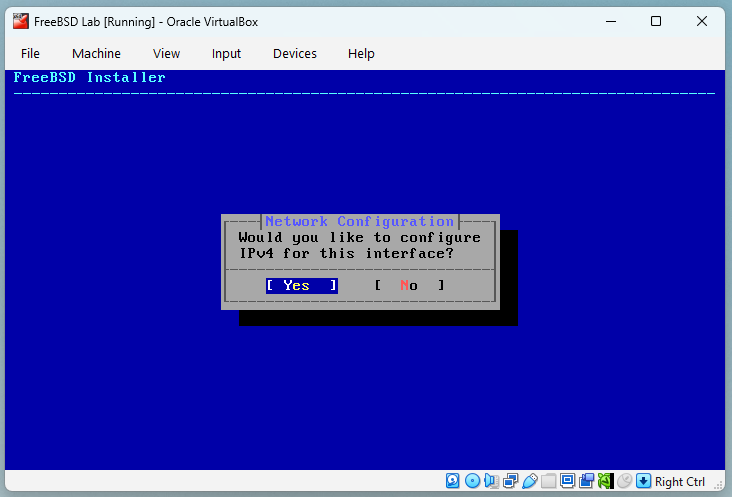 FreeBSD Lab [Running] - Oracle VirtualBox
File Machine View Input Devices Help
FreeBSD Installer
Network Configuration
Would you like to configure
IPv4 for this interface?
[ Yes ] [ No ]
Right Ctrl